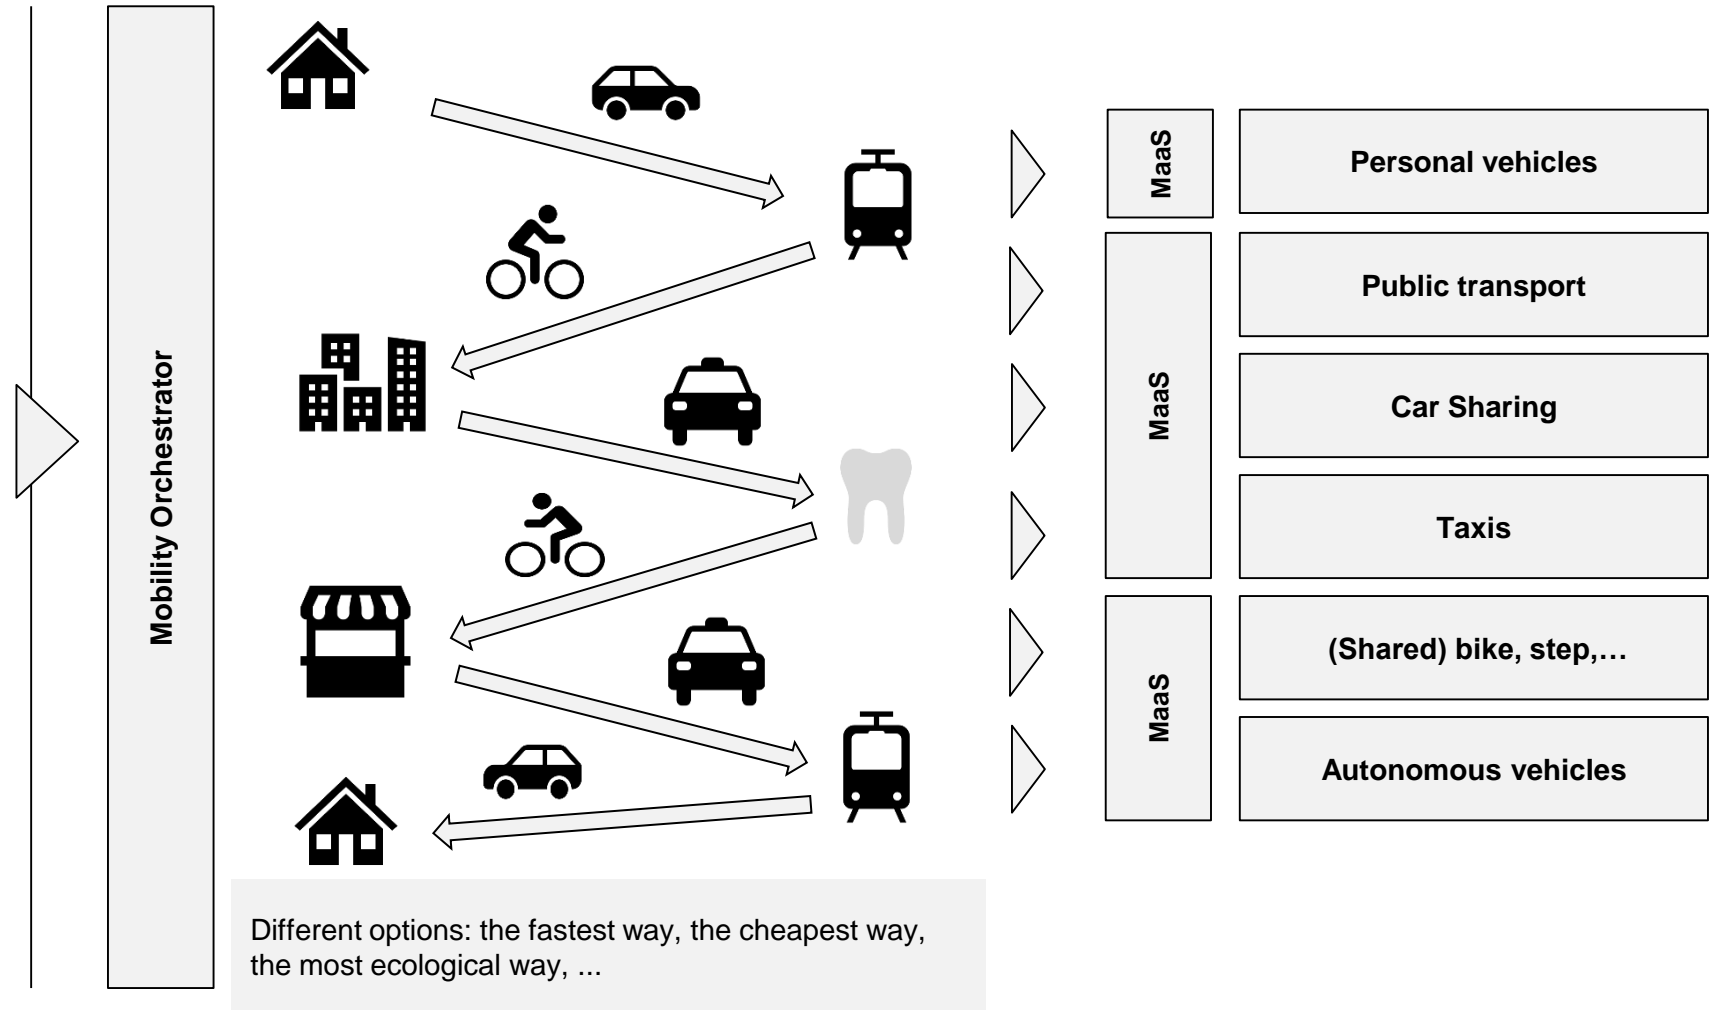 Mobility Orchestrator
MaaS
Personal vehicles
MaaS
Public transport
Car Sharing
Taxis
MaaS
(Shared) bike, step,…
Autonomous vehicles
Different options: the fastest way, the cheapest way,
the most ecological way, ...